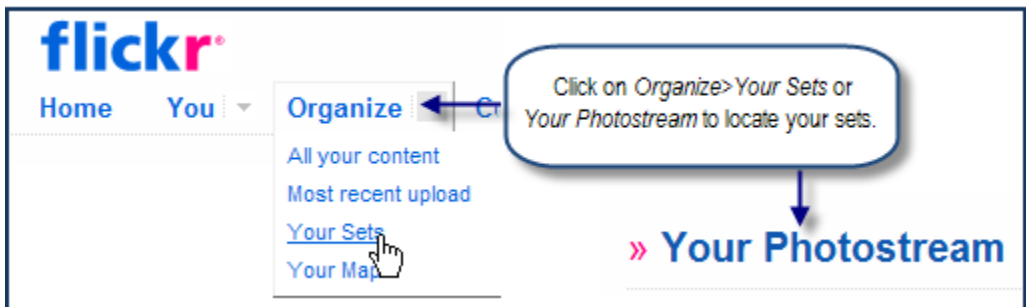 flickr®
Home You Organize
Click on Organize>Your Sets or
Your Photostream to locate your sets.
All your content
Most recent upload
Your Sets
Your Map
» Your Photostream